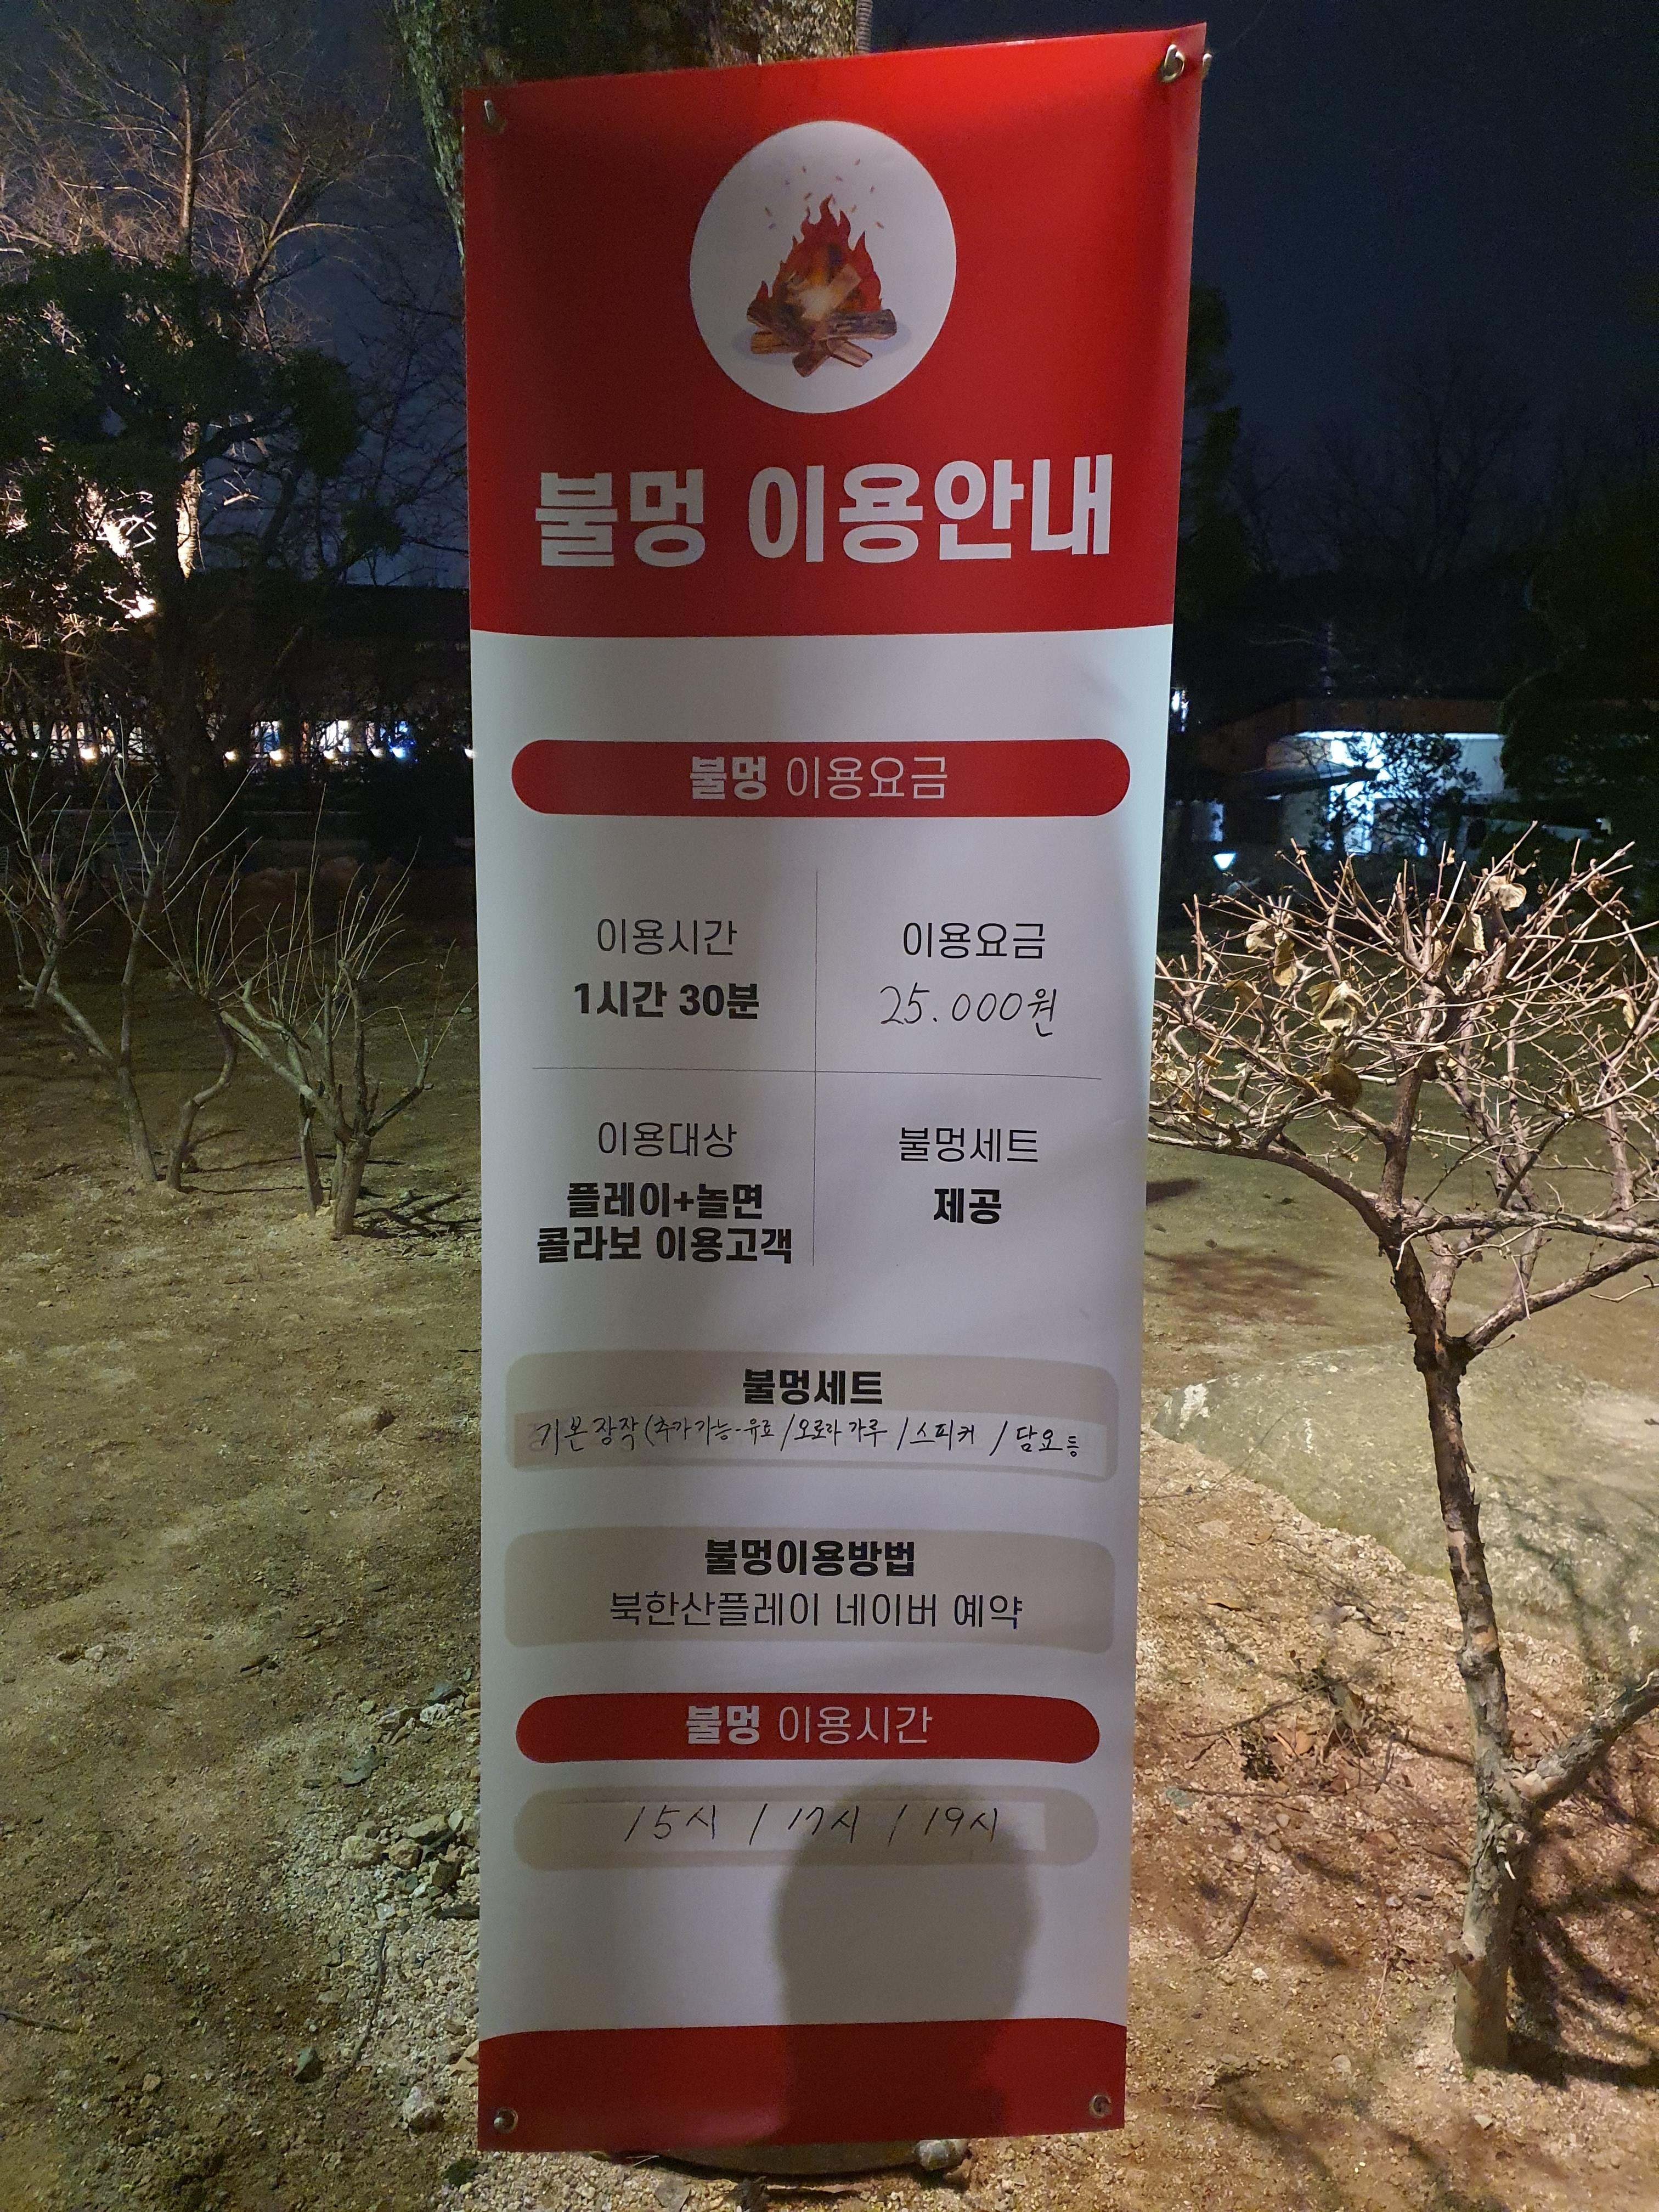 불멍 이용안내
불멍 이용요금
이용시간
1시간 30분
이용요금
25.000원
이용대상
플레이+놀면
콜라보 이용고객
불멍세트
제공
불멍세트
기본 장작(추가가능-유료 / 오로라 가루 / 스피커 / 담요 등
불멍이용방법
북한산플레이 네이버 예약
불멍 이용시간
15시 / 17시 / 19시